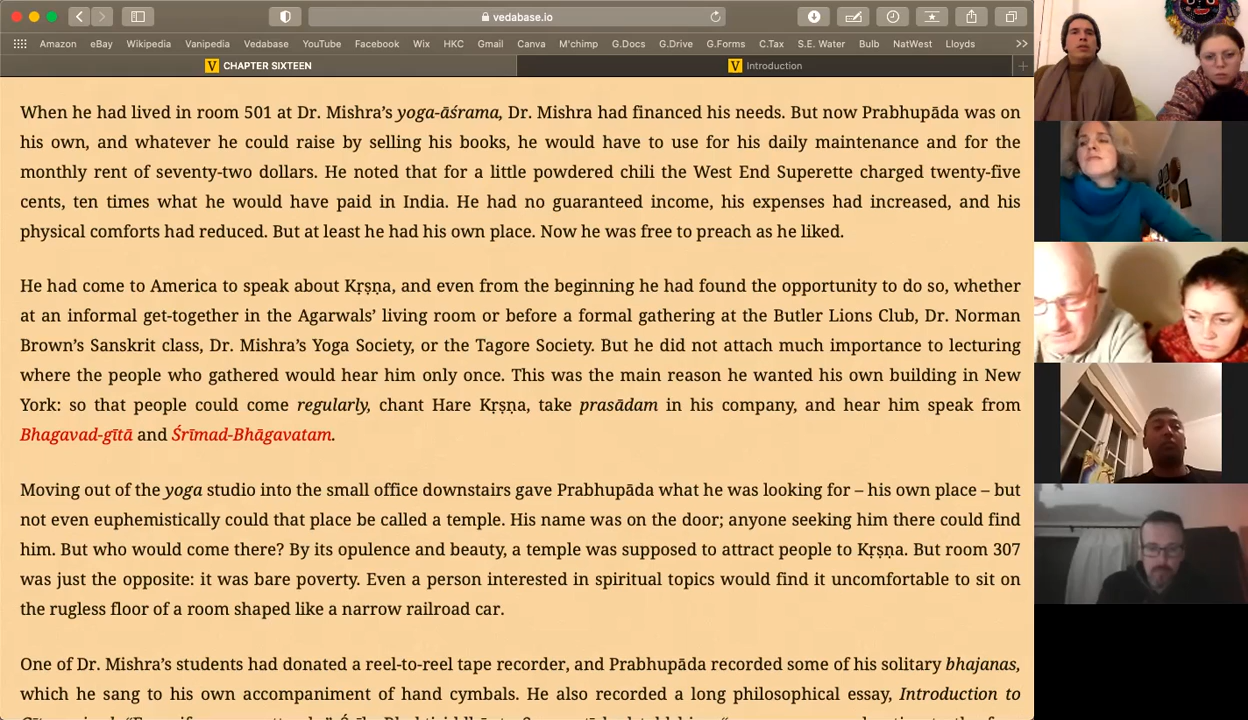 vedabase.io
Amazon eBay Wikipedia Vanipedia Vedabase YouTube Facebook Wix HKC Gmail Canva M'chimp G.Docs G.Drive G.Forms C.Tax S.E. Water Bulb NatWest Lloyds >>
V CHAPTER SIXTEEN V Introduction +
When he had lived in room 501 at Dr. Mishra’s yoga-āśrama, Dr. Mishra had financed his needs. But now Prabhupāda was on
his own, and whatever he could raise by selling his books, he would have to use for his daily maintenance and for the
monthly rent of seventy-two dollars. He noted that for a little powdered chili the West End Superette charged twenty-five
cents, ten times what he would have paid in India. He had no guaranteed income, his expenses had increased, and his
physical comforts had reduced. But at least he had his own place. Now he was free to preach as he liked.
He had come to America to speak about Kṛṣṇa, and even from the beginning he had found the opportunity to do so, whether
at an informal get-together in the Agarwals’ living room or before a formal gathering at the Butler Lions Club, Dr. Norman
Brown’s Sanskrit class, Dr. Mishra’s Yoga Society, or the Tagore Society. But he did not attach much importance to lecturing
where the people who gathered would hear him only once. This was the main reason he wanted his own building in New
York: so that people could come regularly, chant Hare Kṛṣṇa, take prasādam in his company, and hear him speak from
Bhagavad-gītā and Śrīmad-Bhāgavatam.
Moving out of the yoga studio into the small office downstairs gave Prabhupāda what he was looking for – his own place – but
not even euphemistically could that place be called a temple. His name was on the door; anyone seeking him there could find
him. But who would come there? By its opulence and beauty, a temple was supposed to attract people to Kṛṣṇa. But room 307
was just the opposite: it was bare poverty. Even a person interested in spiritual topics would find it uncomfortable to sit on
the rugless floor of a room shaped like a narrow railroad car.
One of Dr. Mishra’s students had donated a reel-to-reel tape recorder, and Prabhupāda recorded some of his solitary bhajanas,
which he sang to his own accompaniment of hand cymbals. He also recorded a long philosophical essay, Introduction to